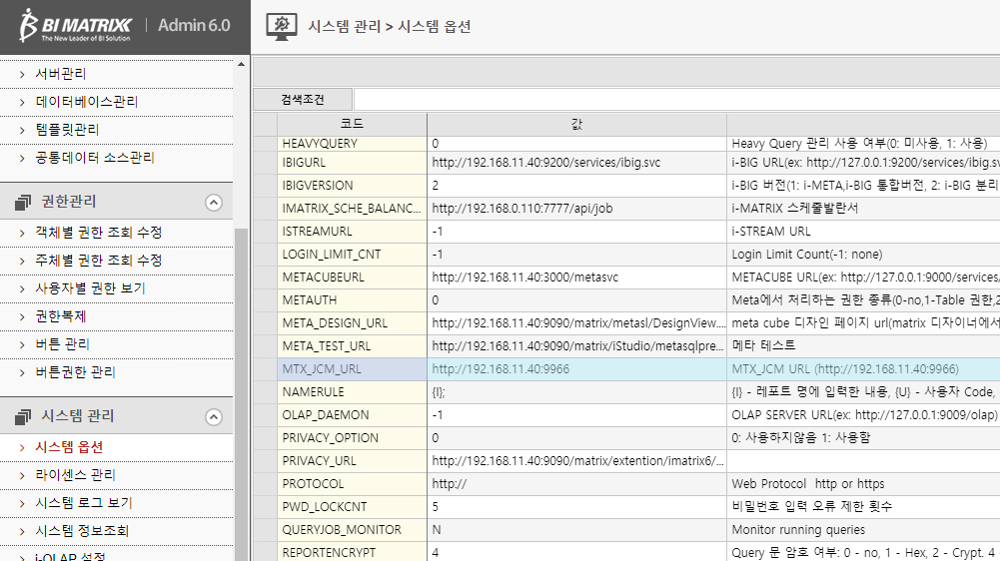 BI MATRIX
The New Leader of BI Solution
Admin 6.0
시스템 관리 > 시스템 옵션
서버관리
데이터베이스관리
템플릿관리
공통데이터 소스관리
권한관리
객체별 권한 조회 수정
주체별 권한 조회 수정
사용자별 권한 보기
권한복제
버튼 관리
버튼권한 관리
시스템 관리
시스템 옵션
라이센스 관리
시스템 로그 보기
시스템 정보조회
i-OLAP 설정
검색조건
코드 값
HEAVYQUERY 0 Heavy Query 관리 사용 여부(0: 미사용, 1: 사용)
IBIGURL http://192.168.11.40:9200/services/ibig.svc i-BIG URL(ex: http://127.0.0.1:9200/services/ibig.sv
IBIGVERSION 2 i-BIG 버전(1: i-META,i-BIG 통합버전, 2: i-BIG 분리
IMATRIX_SCHE_BALANC... http://192.168.0.110:7777/api/job i-MATRIX 스케줄발란서
ISTREAMURL -1 i-STREAM URL
LOGIN_LIMIT_CNT -1 Login Limit Count(-1: none)
METACUBEURL http://192.168.11.40:3000/metasvc METACUBE URL(ex: http://127.0.0.1:9000/services/
METAUTH 0 Meta에서 처리하는 권한 종류(0-no,1-Table 권한,2
META_DESIGN_URL http://192.168.11.40:9090/matrix/metasl/DesignView.... meta cube 디자인 페이지 url(matrix 디자이너에서
META_TEST_URL http://192.168.11.40:9090/matrix/iStudio/metasqlpre... 메타 테스트
MTX_JCM_URL http://192.168.11.40:9966 MTX_JCM URL (http://192.168.11.40:9966)
NAMERULE {I}; {I} - 레포트 명에 입력한 내용, {U} - 사용자 Code,
OLAP_DAEMON -1 OLAP SERVER URL(ex: http://127.0.0.1:9009/olap)
PRIVACY_OPTION 0 0: 사용하지않음 1: 사용함
PRIVACY_URL http://192.168.11.40:9090/matrix/extention/imatrix6/...
PROTOCOL http:// Web Protocol http or https
PWD_LOCKCNT 5 비밀번호 입력 오류 제한 횟수
QUERYJOB_MONITOR N Monitor running queries
REPORTENCRYPT 4 Query 문 암호 여부: 0 - no, 1 - Hex, 2 - Crypt. 4 -